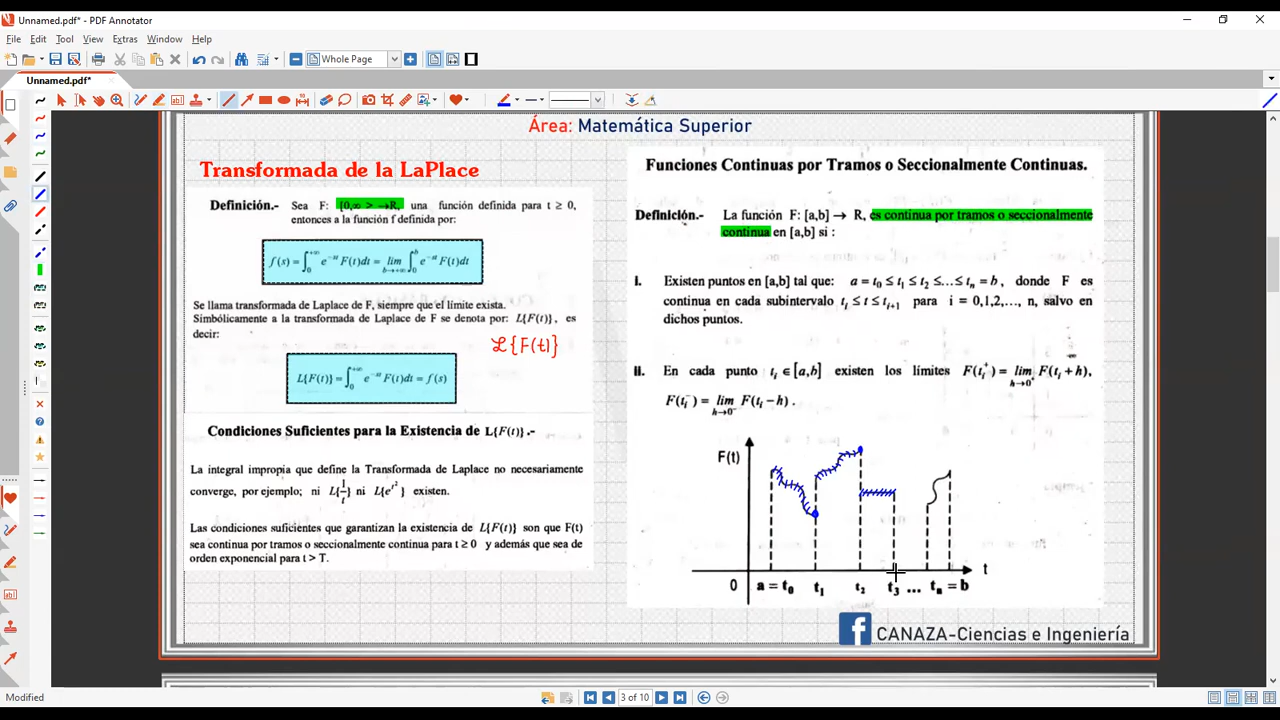 Unnamed.pdf* - PDF Annotator
File Edit Tool View Extras Window Help
Whole Page
Unnamed.pdf*
Área: Matemática Superior
Transformada de la LaPlace
Definición.- Sea F: [0,∞ > →R, una función definida para t ≥ 0,
entonces a la función f definida por:
f(s) = ∫₀^{+∞} e^{-st} F(t)dt = lim_{b→+∞} ∫₀^{b} e^{-st} F(t)dt
Se llama transformada de Laplace de F, siempre que el límite exista.
Simbólicamente a la transformada de Laplace de F se denota por: L{F(t)}, es
decir:
ℒ{F(t)}
L{F(t)} = ∫₀^{+∞} e^{-st} F(t)dt = f(s)
Condiciones Suficientes para la Existencia de L{F(t)}.-
La integral impropia que define la Transformada de Laplace no necesariamente
converge, por ejemplo; ni L{1/t} ni L{e^{t²}} existen.
Las condiciones suficientes que garantizan la existencia de L{F(t)} son que F(t)
sea continua por tramos o seccionalmente continua para t ≥ 0 y además que sea de
orden exponencial para t > T.
Funciones Continuas por Tramos o Seccionalmente Continuas.
Definición.- La función F: [a,b] → R, es continua por tramos o seccionalmente
continua en [a,b] si :
I. Existen puntos en [a,b] tal que: a = t₀ ≤ t₁ ≤ t₂ ≤...≤ tₙ = b, donde F es
continua en cada subintervalo tᵢ ≤ t ≤ tᵢ₊₁ para i = 0,1,2,..., n, salvo en
dichos puntos.
ii. En cada punto tᵢ ∈ [a,b] existen los límites F(tᵢ⁺) = lim_{h→0⁺} F(tᵢ + h),
F(tᵢ⁻) = lim_{h→0⁻} F(tᵢ − h).
F(t)
t
0 a = t₀ t₁ t₂ t₃ ... tₙ = b
CANAZA-Ciencias e Ingeniería
Modified
3 of 10